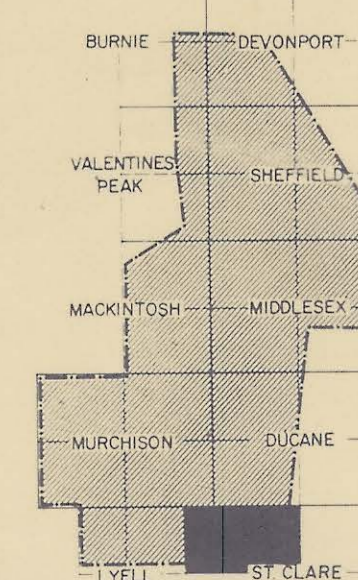 BURNIE
DEVONPORT
VALENTINES
PEAK
SHEFFIELD
MACKINTOSH
MIDDLESEX
MURCHISON
DUCANE
LYELL
ST. CLARE